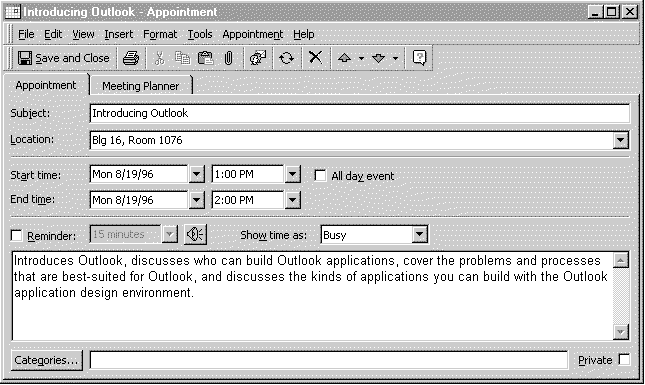 Introducing Outlook - Appointment
File Edit View Insert Format Tools Appointment Help
Save and Close
Appointment Meeting Planner
Subject: Introducing Outlook
Location: Blg 16, Room 1076
Start time: Mon 8/19/96 1:00 PM All day event
End time: Mon 8/19/96 2:00 PM
Reminder: 15 minutes Show time as: Busy
Introduces Outlook, discusses who can build Outlook applications, cover the problems and processes
that are best-suited for Outlook, and discusses the kinds of applications you can build with the Outlook
application design environment.
Categories... Private